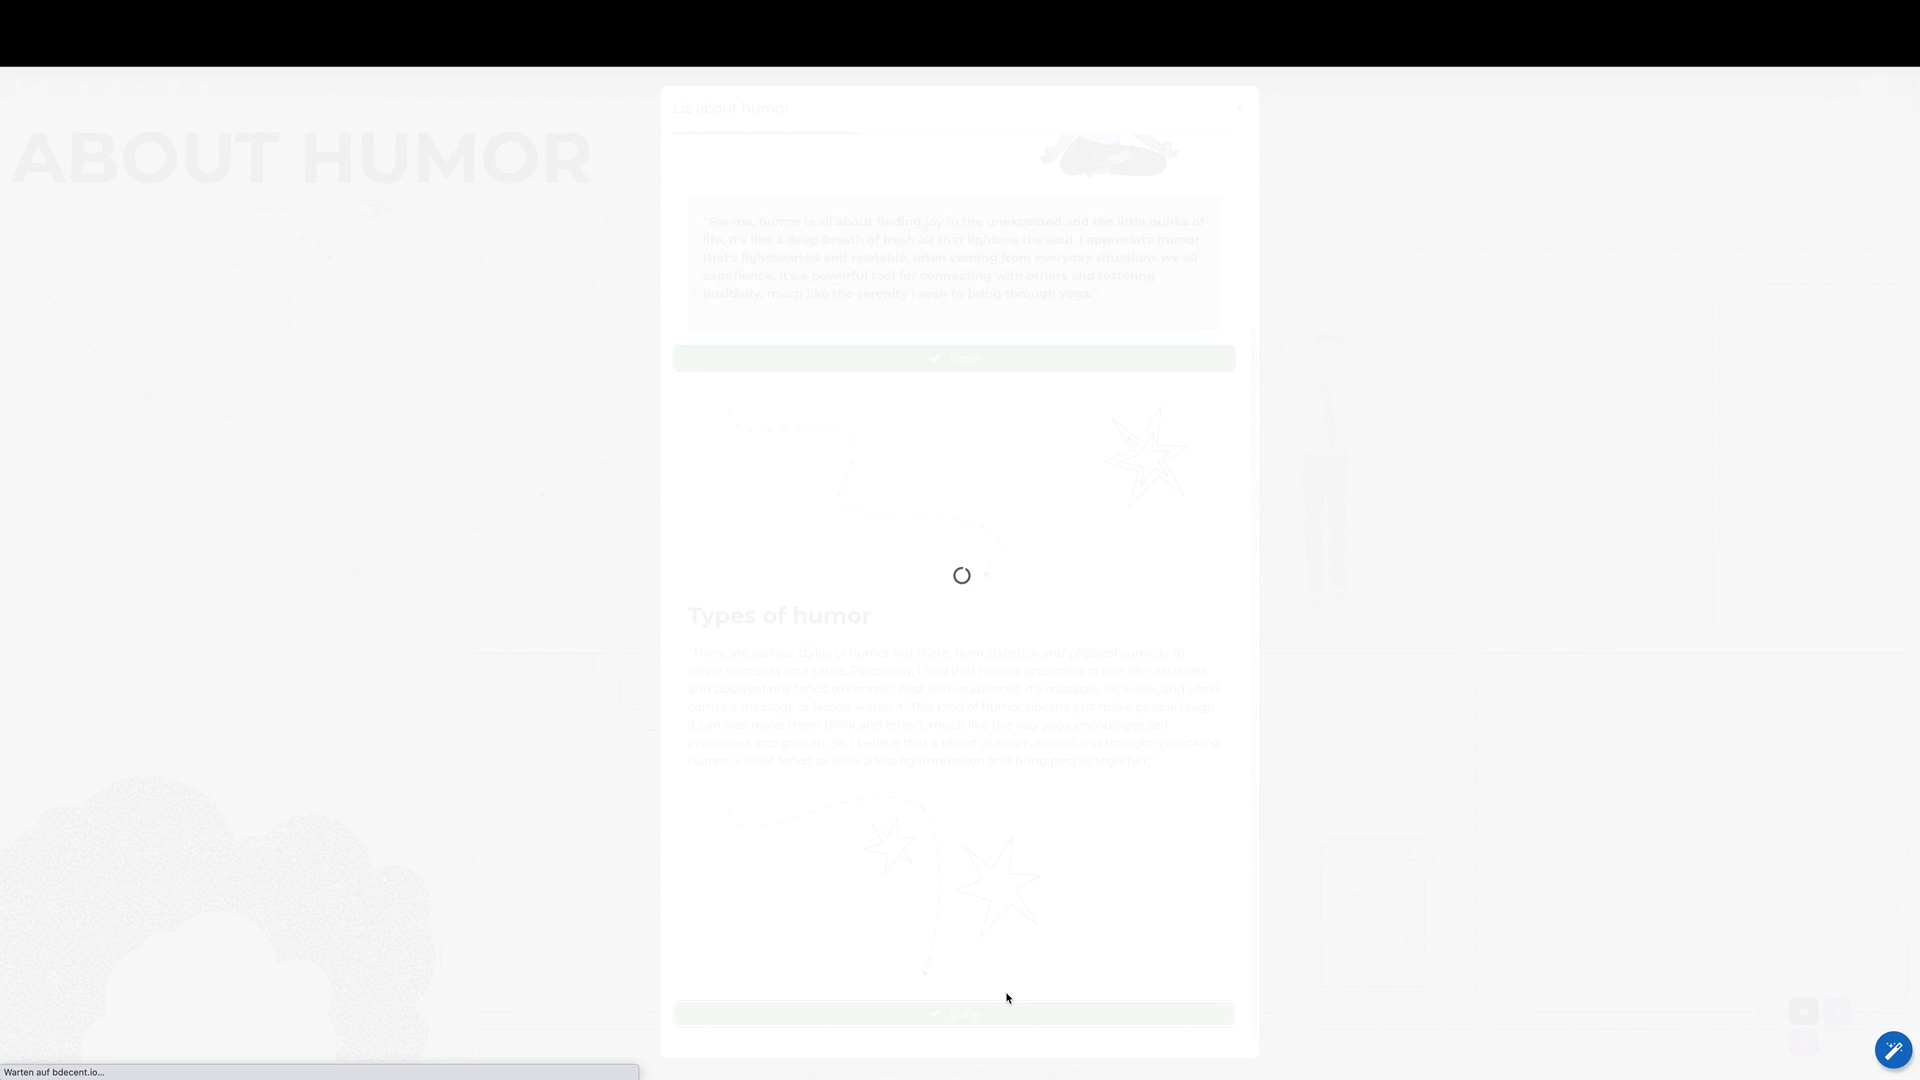 Liz about humor
×
ABOUT HUMOR
"For me, humor is all about finding joy in the unexpected and the little quirks of
life. It's like a deep breath of fresh air that lightens the soul. I appreciate humor
that's lighthearted and relatable, often coming from everyday situations we all
experience. It's a powerful tool for connecting with others and fostering
positivity, much like the serenity I seek to bring through yoga."
Done
Types of humor
"There are various styles of humor out there, from slapstick and physical comedy to
clever wordplay and satire. Personally, I find that humor grounded in real-life situations
and observations tends to connect best with audiences. It's relatable, inclusive, and often
carries a message or lesson within it. This kind of humor doesn't just make people laugh;
it can also make them think and reflect, much like the way yoga encourages self-
awareness and growth. So, I believe that a blend of observational and thought-provoking
humor is what tends to leave a lasting impression and bring people together."
Warten auf bdecent.io...